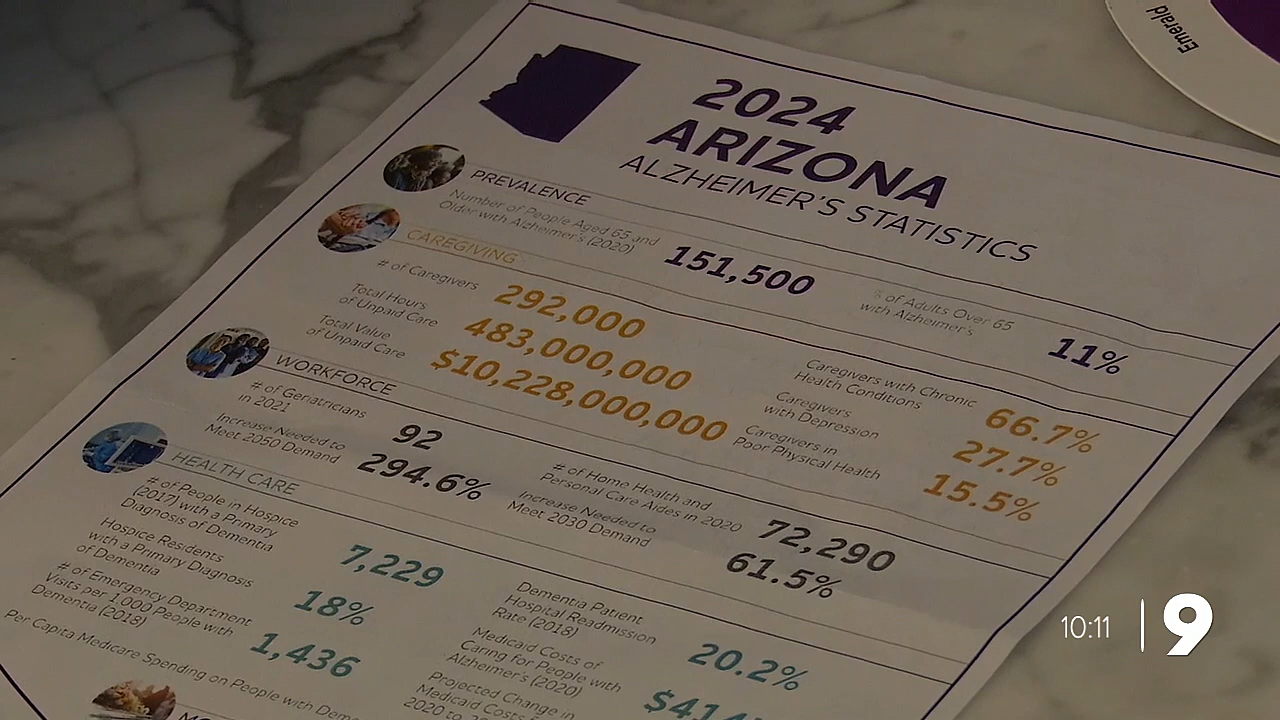 Emerald
2024
ARIZONA
ALZHEIMER'S STATISTICS
PREVALENCE
Number of People Aged 65 and
Older with Alzheimer's (2020)
151,500
% of Adults Over 65
with Alzheimer's
11%
CAREGIVING
# of Caregivers
292,000
Total Hours
of Unpaid Care
483,000,000
Total Value
of Unpaid Care
$10,228,000,000
Caregivers with Chronic
Health Conditions
66.7%
Caregivers
with Depression
27.7%
Caregivers in
Poor Physical Health
15.5%
WORKFORCE
# of Geriatricians
in 2021
92
Increase Needed to
Meet 2050 Demand
294.6%
# of Home Health and
Personal Care Aides in 2020
72,290
Increase Needed to
Meet 2030 Demand
61.5%
HEALTH CARE
# of People in Hospice
(2017) with a Primary
Diagnosis of Dementia
7,229
Hospice Residents
with a Primary Diagnosis
of Dementia
18%
# of Emergency Department
Visits per 1,000 People with
Dementia (2018)
1,436
Dementia Patient
Hospital Readmission
Rate (2018)
20.2%
Medicaid Costs of
Caring for People with
Alzheimer's (2020)
Projected Change in
Medicaid Costs
2020 to
Per Capita Medicare Spending on People with
10:11
9